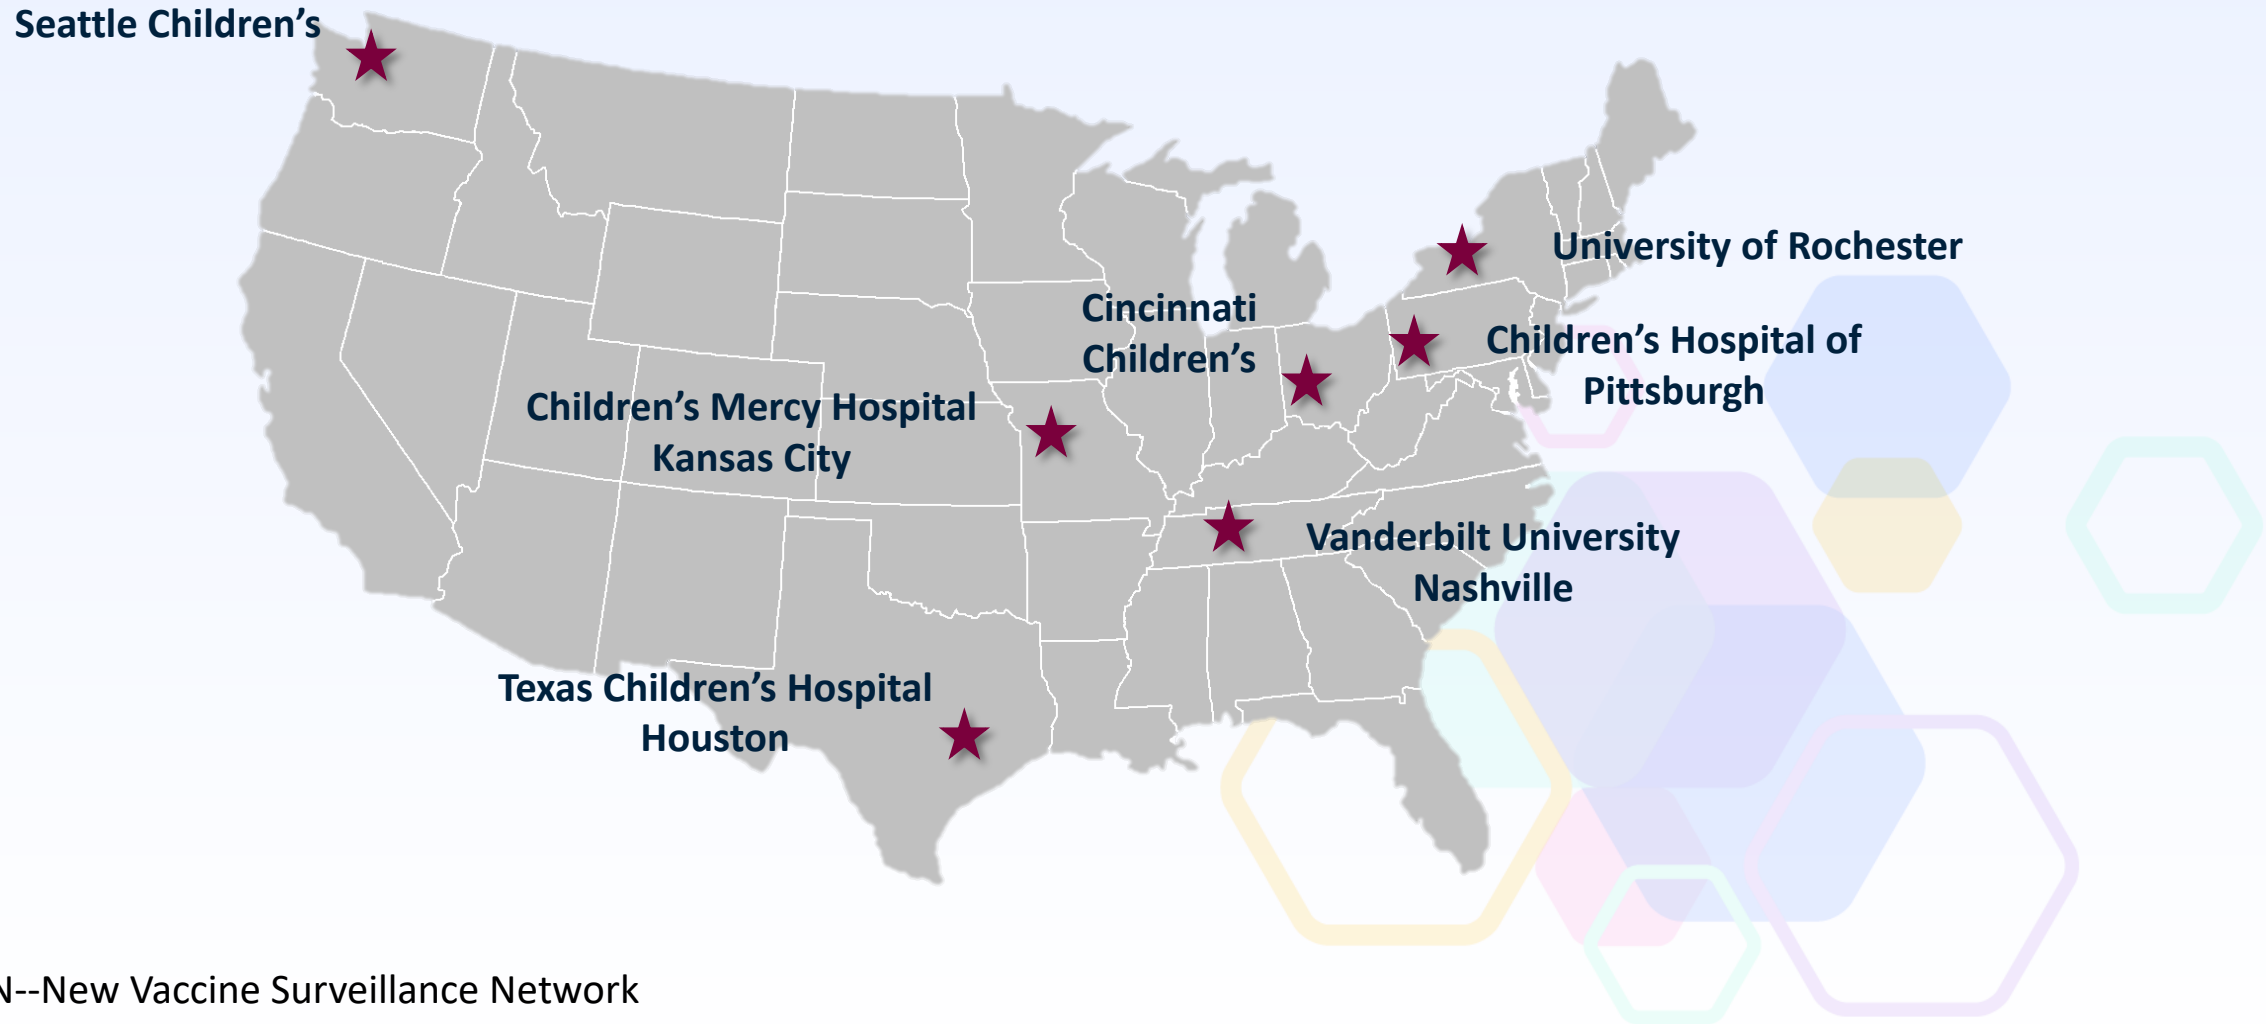 Seattle Children’s
University of Rochester
Cincinnati
Children’s
Children’s Hospital of
Pittsburgh
Children’s Mercy Hospital
Kansas City
Vanderbilt University
Nashville
Texas Children’s Hospital
Houston
N--New Vaccine Surveillance Network